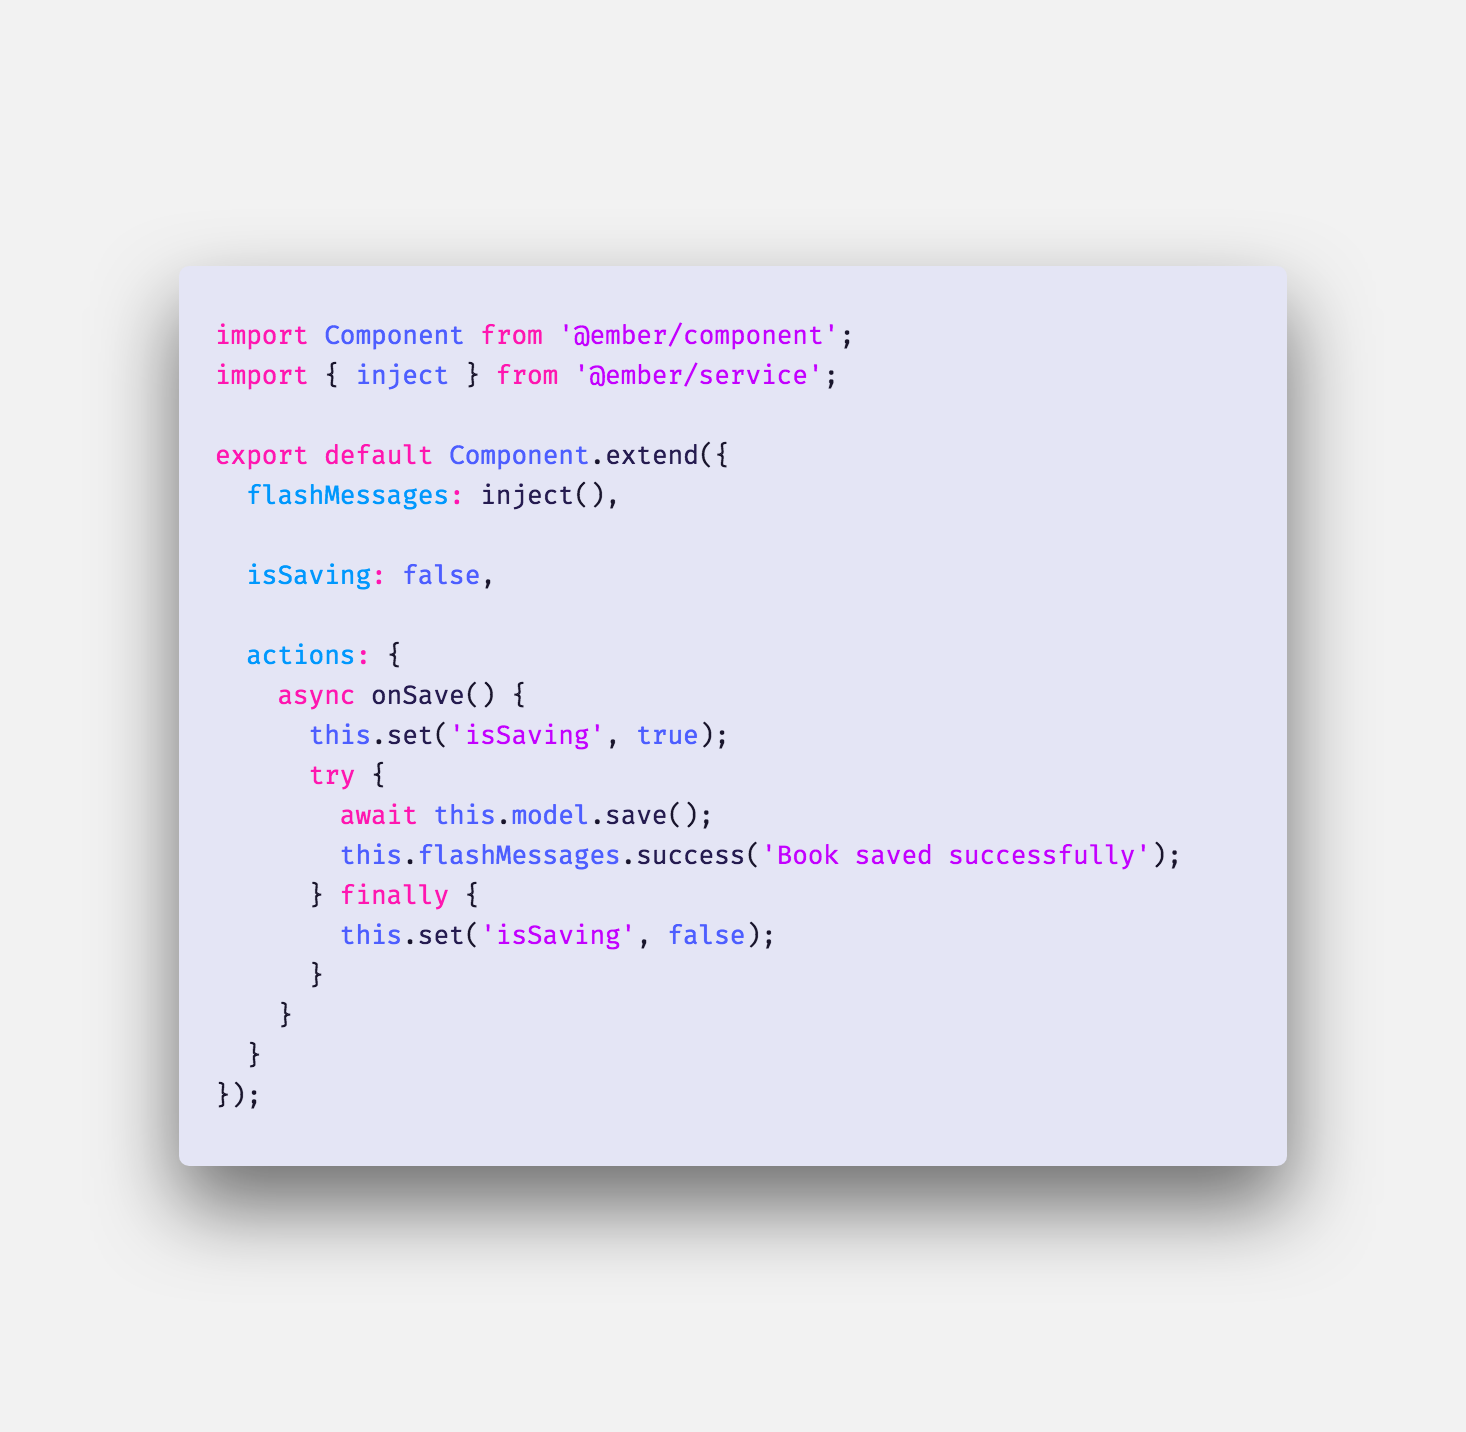 import Component from '@ember/component';
import { inject } from '@ember/service';

export default Component.extend({
  flashMessages: inject(),

  isSaving: false,

  actions: {
    async onSave() {
      this.set('isSaving', true);
      try {
        await this.model.save();
        this.flashMessages.success('Book saved successfully');
      } finally {
        this.set('isSaving', false);
      }
    }
  }
});